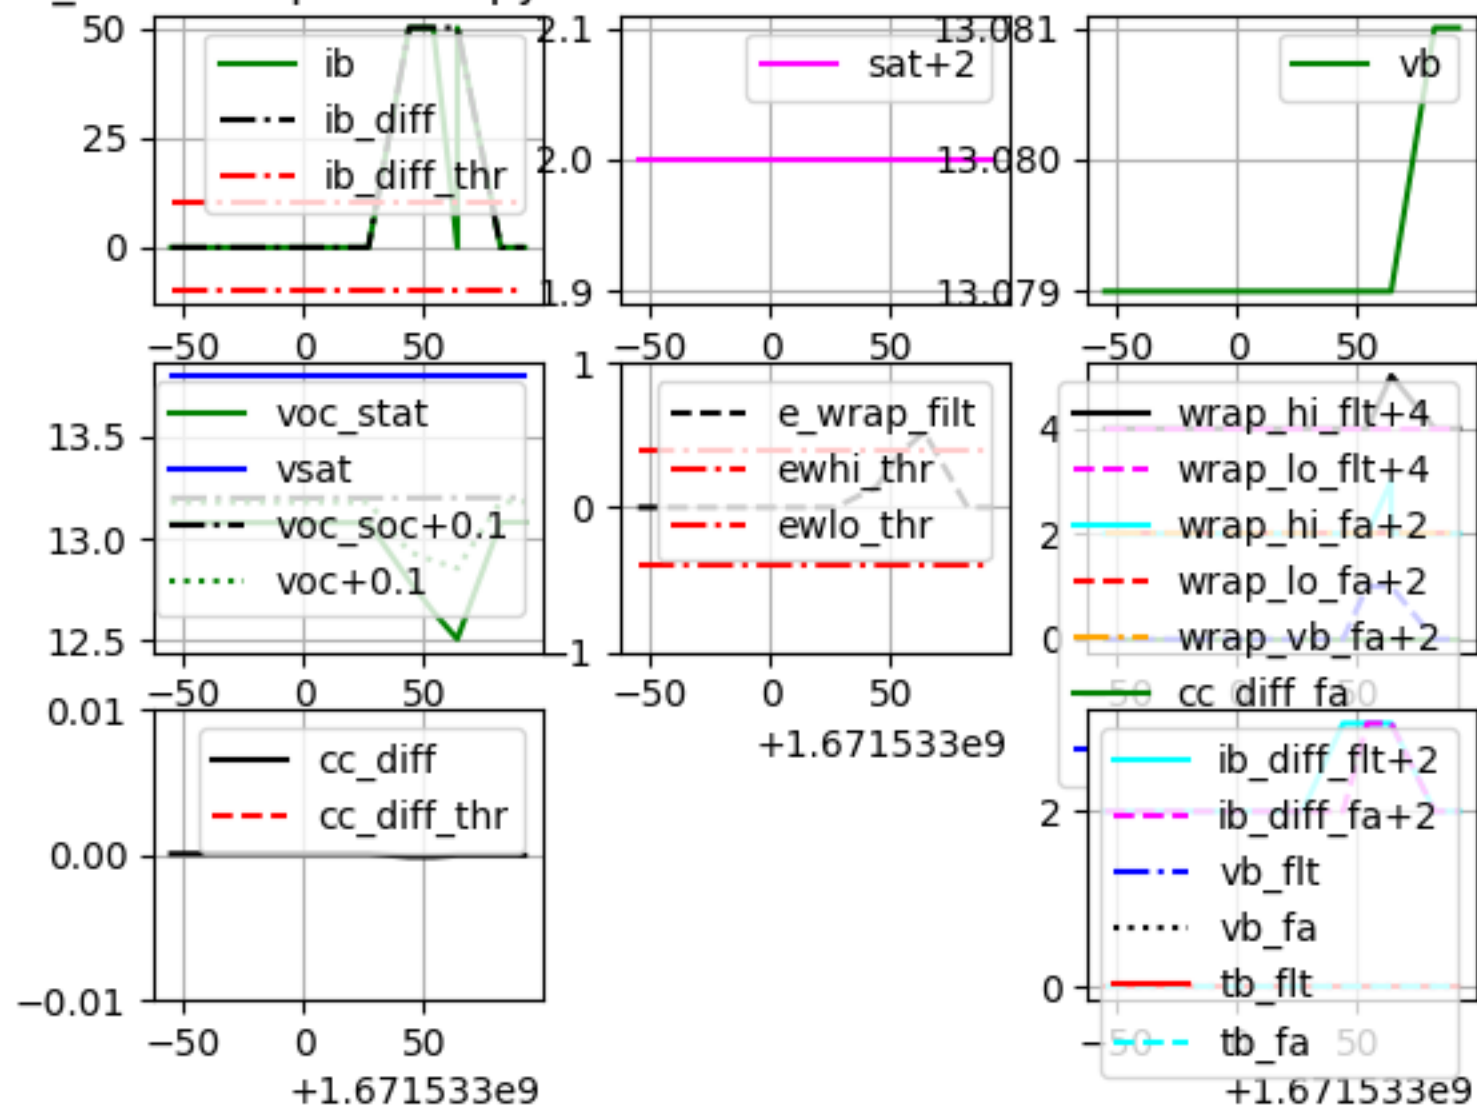 50
25
0
ib
ib_diff
ib_diff_thr
−50 0 50
2.1
2.0
1.9
sat+2
−50 0 50
13.081
13.080
13.079
vb
−50 0 50
13.5
13.0
12.5
voc_stat
vsat
voc_soc+0.1
voc+0.1
−50 0 50
1
0
−1
e_wrap_filt
ewhi_thr
ewlo_thr
−50 0 50
+1.671533e9
4
2
0
wrap_hi_flt+4
wrap_lo_flt+4
wrap_hi_fa+2
wrap_lo_fa+2
wrap_vb_fa+2
cc_diff_fa
50 50
0.01
0.00
−0.01
cc_diff
cc_diff_thr
−50 0 50
+1.671533e9
2
0
ib_diff_flt+2
ib_diff_fa+2
vb_flt
vb_fa
tb_flt
tb_fa
−50 50
+1.671533e9